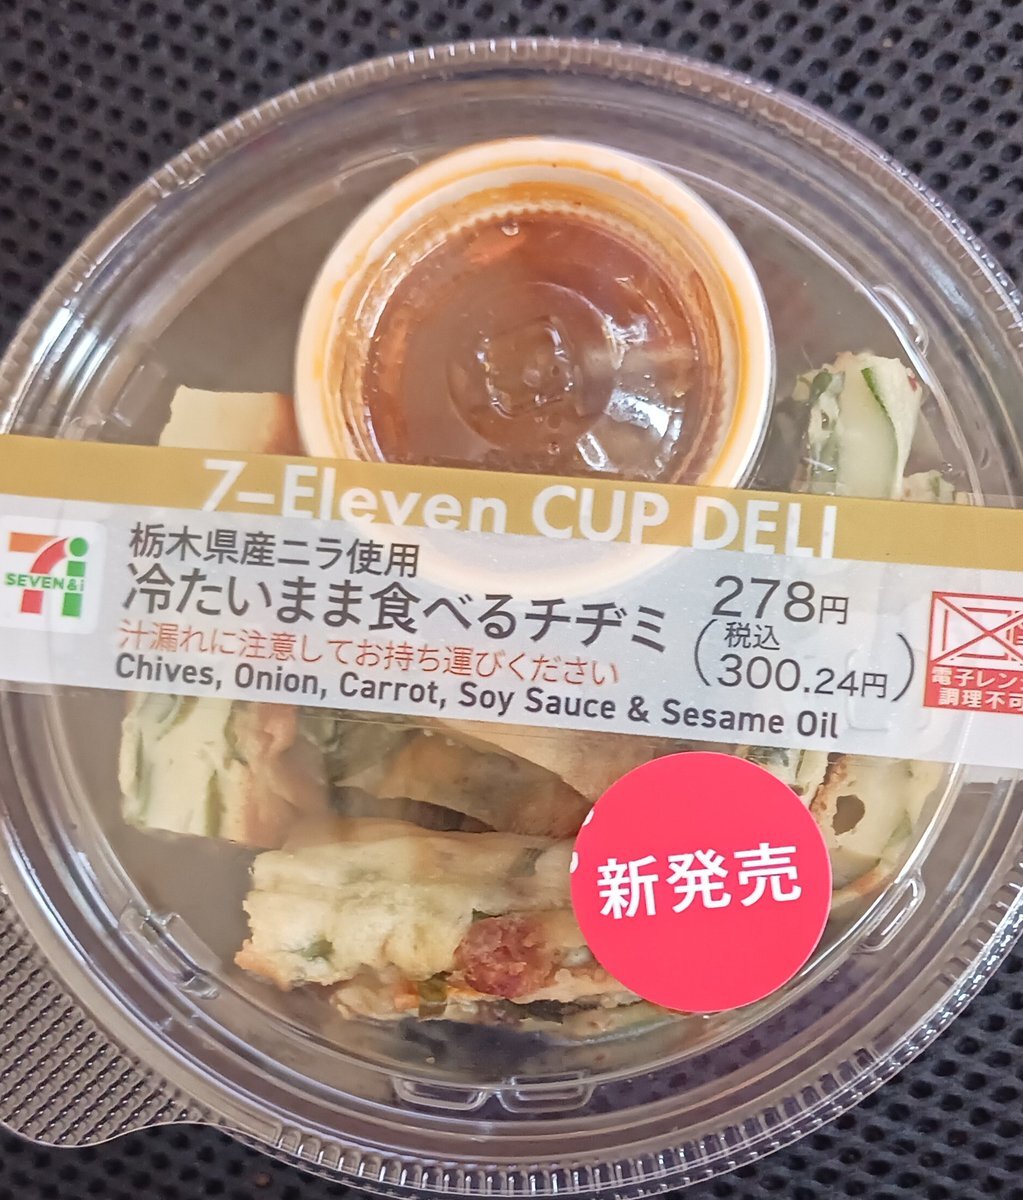 7-Eleven CUP DELI
SEVEN&i
栃木県産ニラ使用
冷たいまま食べるチヂミ
汁漏れに注意してお持ち運びください
Chives, Onion, Carrot, Soy Sauce & Sesame Oil
278円
(税込
300.24円)
電子レン
調理不可
新発売